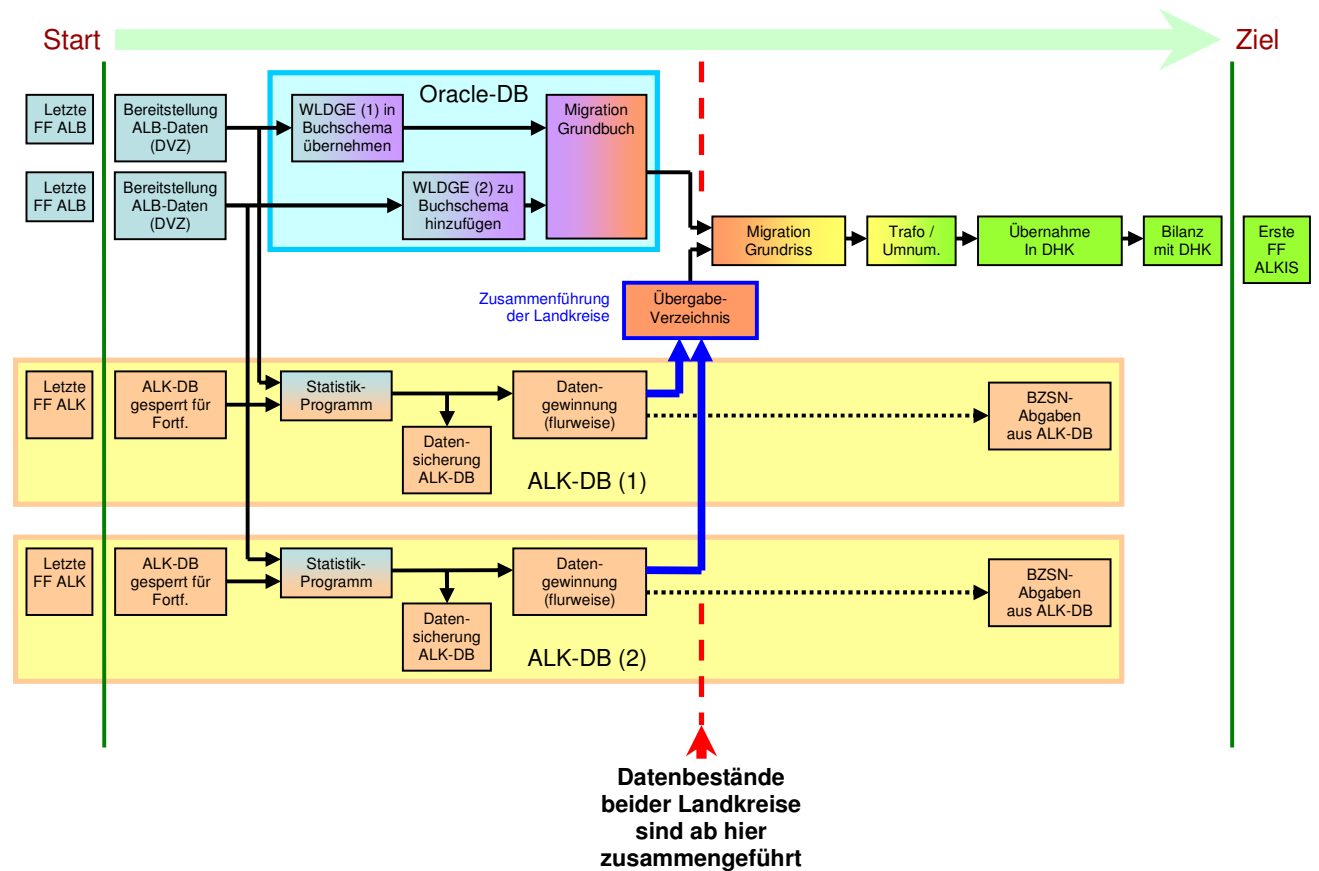 Start
Ziel
Oracle-DB
Letzte
FF ALB
Bereitstellung
ALB-Daten
(DVZ)
WLDGE (1) in
Buchschema
übernehmen
Migration
Grundbuch
Letzte
FF ALB
Bereitstellung
ALB-Daten
(DVZ)
WLDGE (2) zu
Buchschema
hinzufügen
Migration
Grundriss
Trafo /
Umnum.
Übernahme
In DHK
Bilanz
mit DHK
Erste
FF
ALKIS
Zusammenführung
der Landkreise
Übergabe-
Verzeichnis
Letzte
FF ALK
ALK-DB
gesperrt für
Fortf.
Statistik-
Programm
Daten-
gewinnung
(flurweise)
BZSN-
Abgaben
aus ALK-DB
Daten-
sicherung
ALK-DB
ALK-DB (1)
Letzte
FF ALK
ALK-DB
gesperrt für
Fortf.
Statistik-
Programm
Daten-
gewinnung
(flurweise)
BZSN-
Abgaben
aus ALK-DB
Daten-
sicherung
ALK-DB
ALK-DB (2)
Datenbestände
beider Landkreise
sind ab hier
zusammengeführt